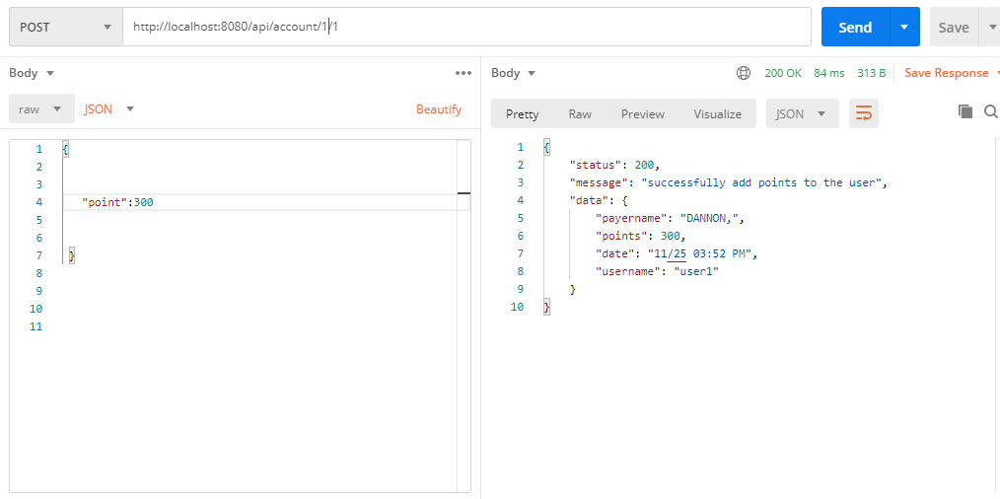 POST http://localhost:8080/api/account/1/1 Send Save
Body Body 200 OK 84 ms 313 B Save Response
raw JSON Beautify Pretty Raw Preview Visualize JSON
1 {
2
3
4 "point":300
5
6
7 }
8
9
10
11
1 {
2 "status": 200,
3 "message": "successfully add points to the user",
4 "data": {
5 "payername": "DANNON,",
6 "points": 300,
7 "date": "11/25 03:52 PM",
8 "username": "user1"
9 }
10 }